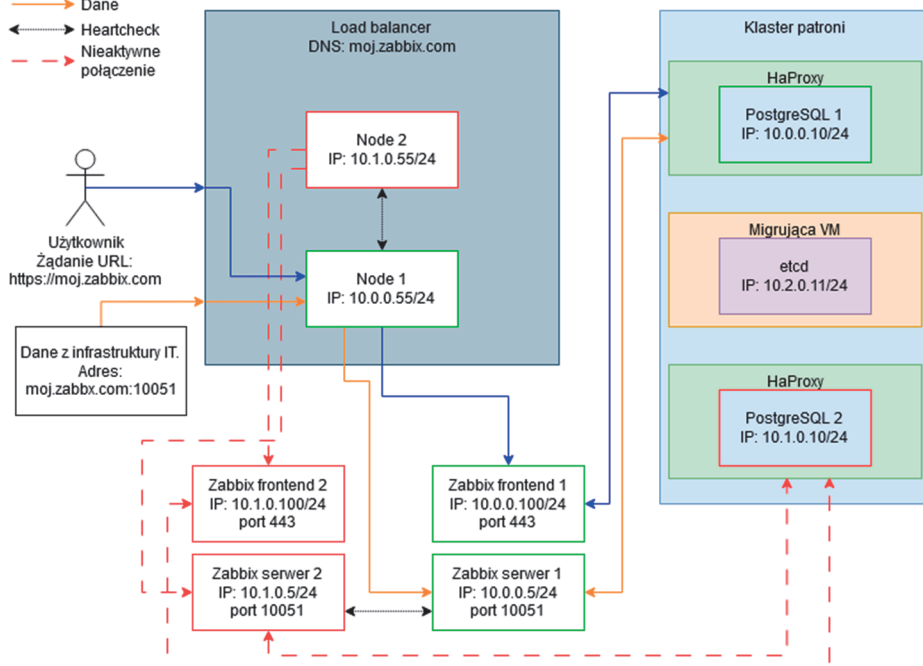 Dane
Heartcheck
Nieaktywne
połączenie
Load balancer
DNS: moj.zabbix.com
Node 2
IP: 10.1.0.55/24
Node 1
IP: 10.0.0.55/24
Użytkownik
Żądanie URL:
https://moj.zabbix.com
Dane z infrastruktury IT.
Adres:
moj.zabbx.com:10051
Klaster patroni
HaProxy
PostgreSQL 1
IP: 10.0.0.10/24
Migrująca VM
etcd
IP: 10.2.0.11/24
HaProxy
PostgreSQL 2
IP: 10.1.0.10/24
Zabbix frontend 2
IP: 10.1.0.100/24
port 443
Zabbix frontend 1
IP: 10.0.0.100/24
port 443
Zabbix serwer 2
IP: 10.1.0.5/24
port 10051
Zabbix serwer 1
IP: 10.0.0.5/24
port 10051